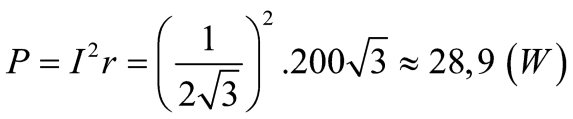 P = I²r = (1/(2√3))² .200√3 ≈ 28,9 (W)